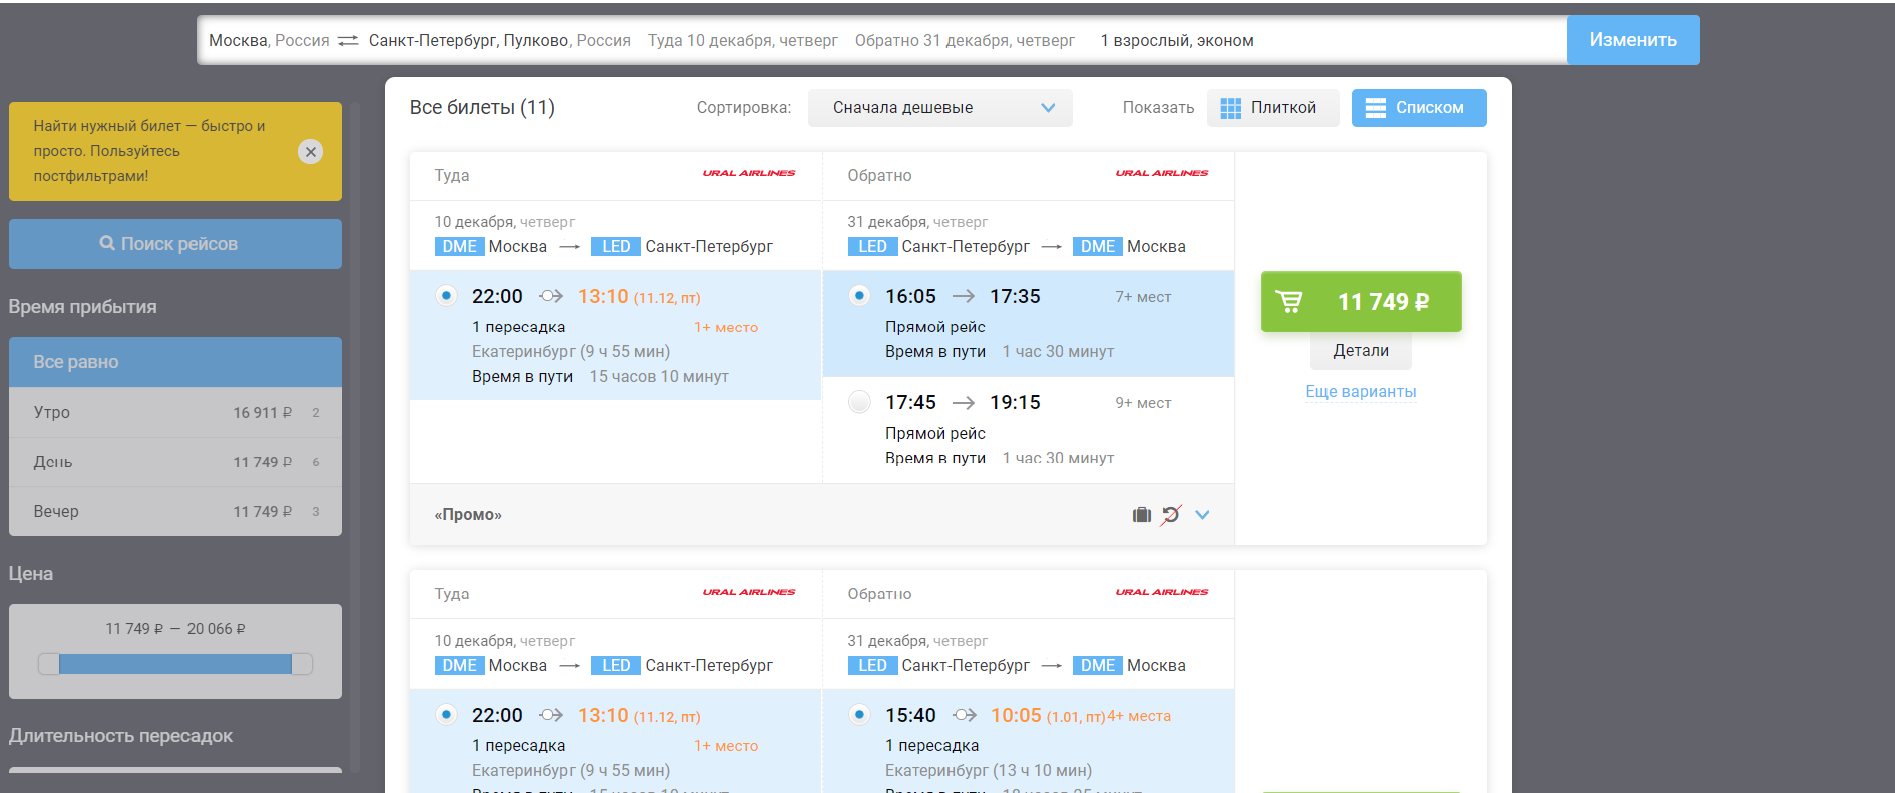 Москва, Россия ⇄ Санкт-Петербург, Пулково, Россия Туда 10 декабря, четверг Обратно 31 декабря, четверг 1 взрослый, эконом Изменить
Найти нужный билет — быстро и
просто. Пользуйтесь
постфильтрами!
Поиск рейсов
Время прибытия
Все равно
Утро 16 911 ₽ 2
День 11 749 ₽ 6
Вечер 11 749 ₽ 3
Цена
11 749 ₽ — 20 066 ₽
Длительность пересадок
Все билеты (11) Сортировка: Сначала дешевые Показать Плиткой Списком
Туда URAL AIRLINES
10 декабря, четверг
DME Москва → LED Санкт-Петербург
22:00 13:10 (11.12, пт)
1 пересадка 1+ место
Екатеринбург (9 ч 55 мин)
Время в пути 15 часов 10 минут
Обратно URAL AIRLINES
31 декабря, четверг
LED Санкт-Петербург → DME Москва
16:05 → 17:35 7+ мест
Прямой рейс
Время в пути 1 час 30 минут
17:45 → 19:15 9+ мест
Прямой рейс
Время в пути 1 час 30 минут
11 749 ₽
Детали
Еще варианты
«Промо»
Туда URAL AIRLINES
10 декабря, четверг
DME Москва → LED Санкт-Петербург
22:00 13:10 (11.12, пт)
1 пересадка 1+ место
Екатеринбург (9 ч 55 мин)
Время в пути 15 часов 10 минут
Обратно URAL AIRLINES
31 декабря, четверг
LED Санкт-Петербург → DME Москва
15:40 10:05 (1.01, пт) 4+ места
1 пересадка
Екатеринбург (13 ч 10 мин)
Время в пути